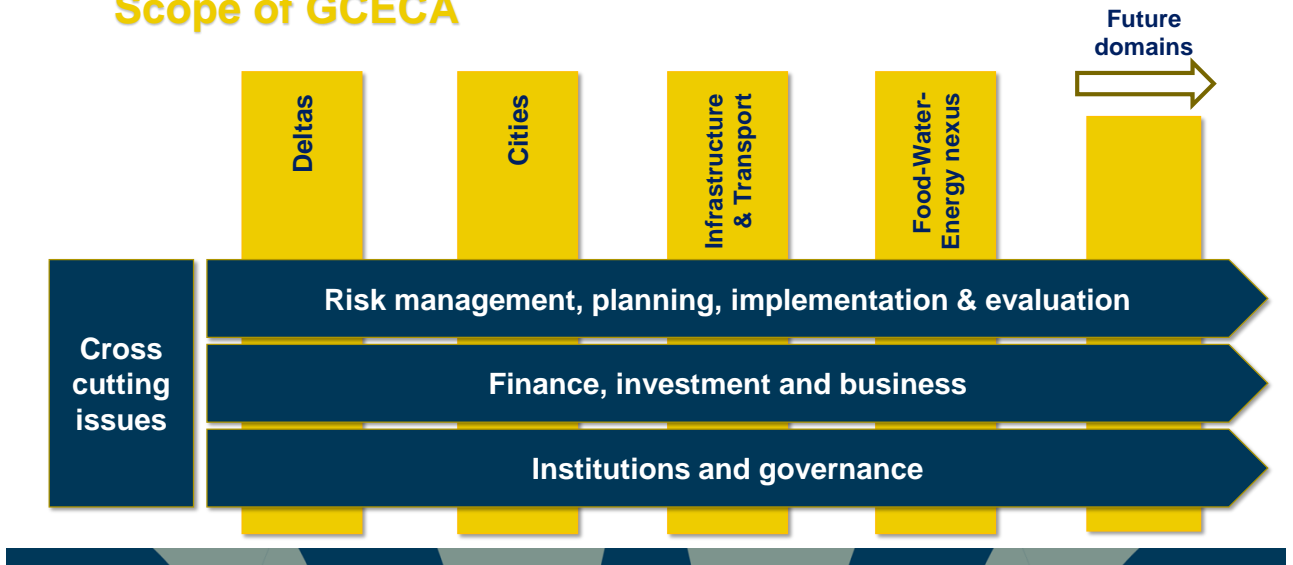 Scope of GCECA
Future
domains
Deltas
Cities
Infrastructure
& Transport
Food-Water-
Energy nexus
Cross
cutting
issues
Risk management, planning, implementation & evaluation
Finance, investment and business
Institutions and governance